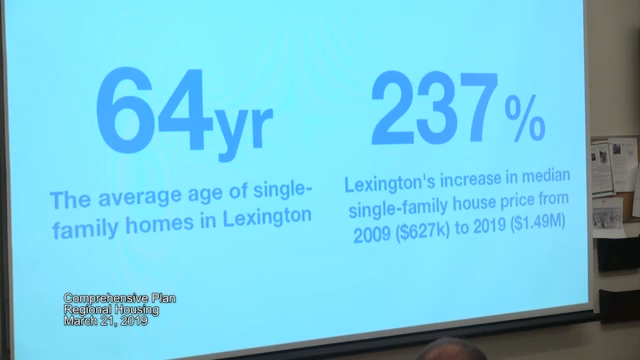 64yr
The average age of single-
family homes in Lexington
237%
Lexington's increase in median
single-family house price from
2009 ($627k) to 2019 ($1.49M)
Comprehensive Plan
Regional Housing
March 21, 2019